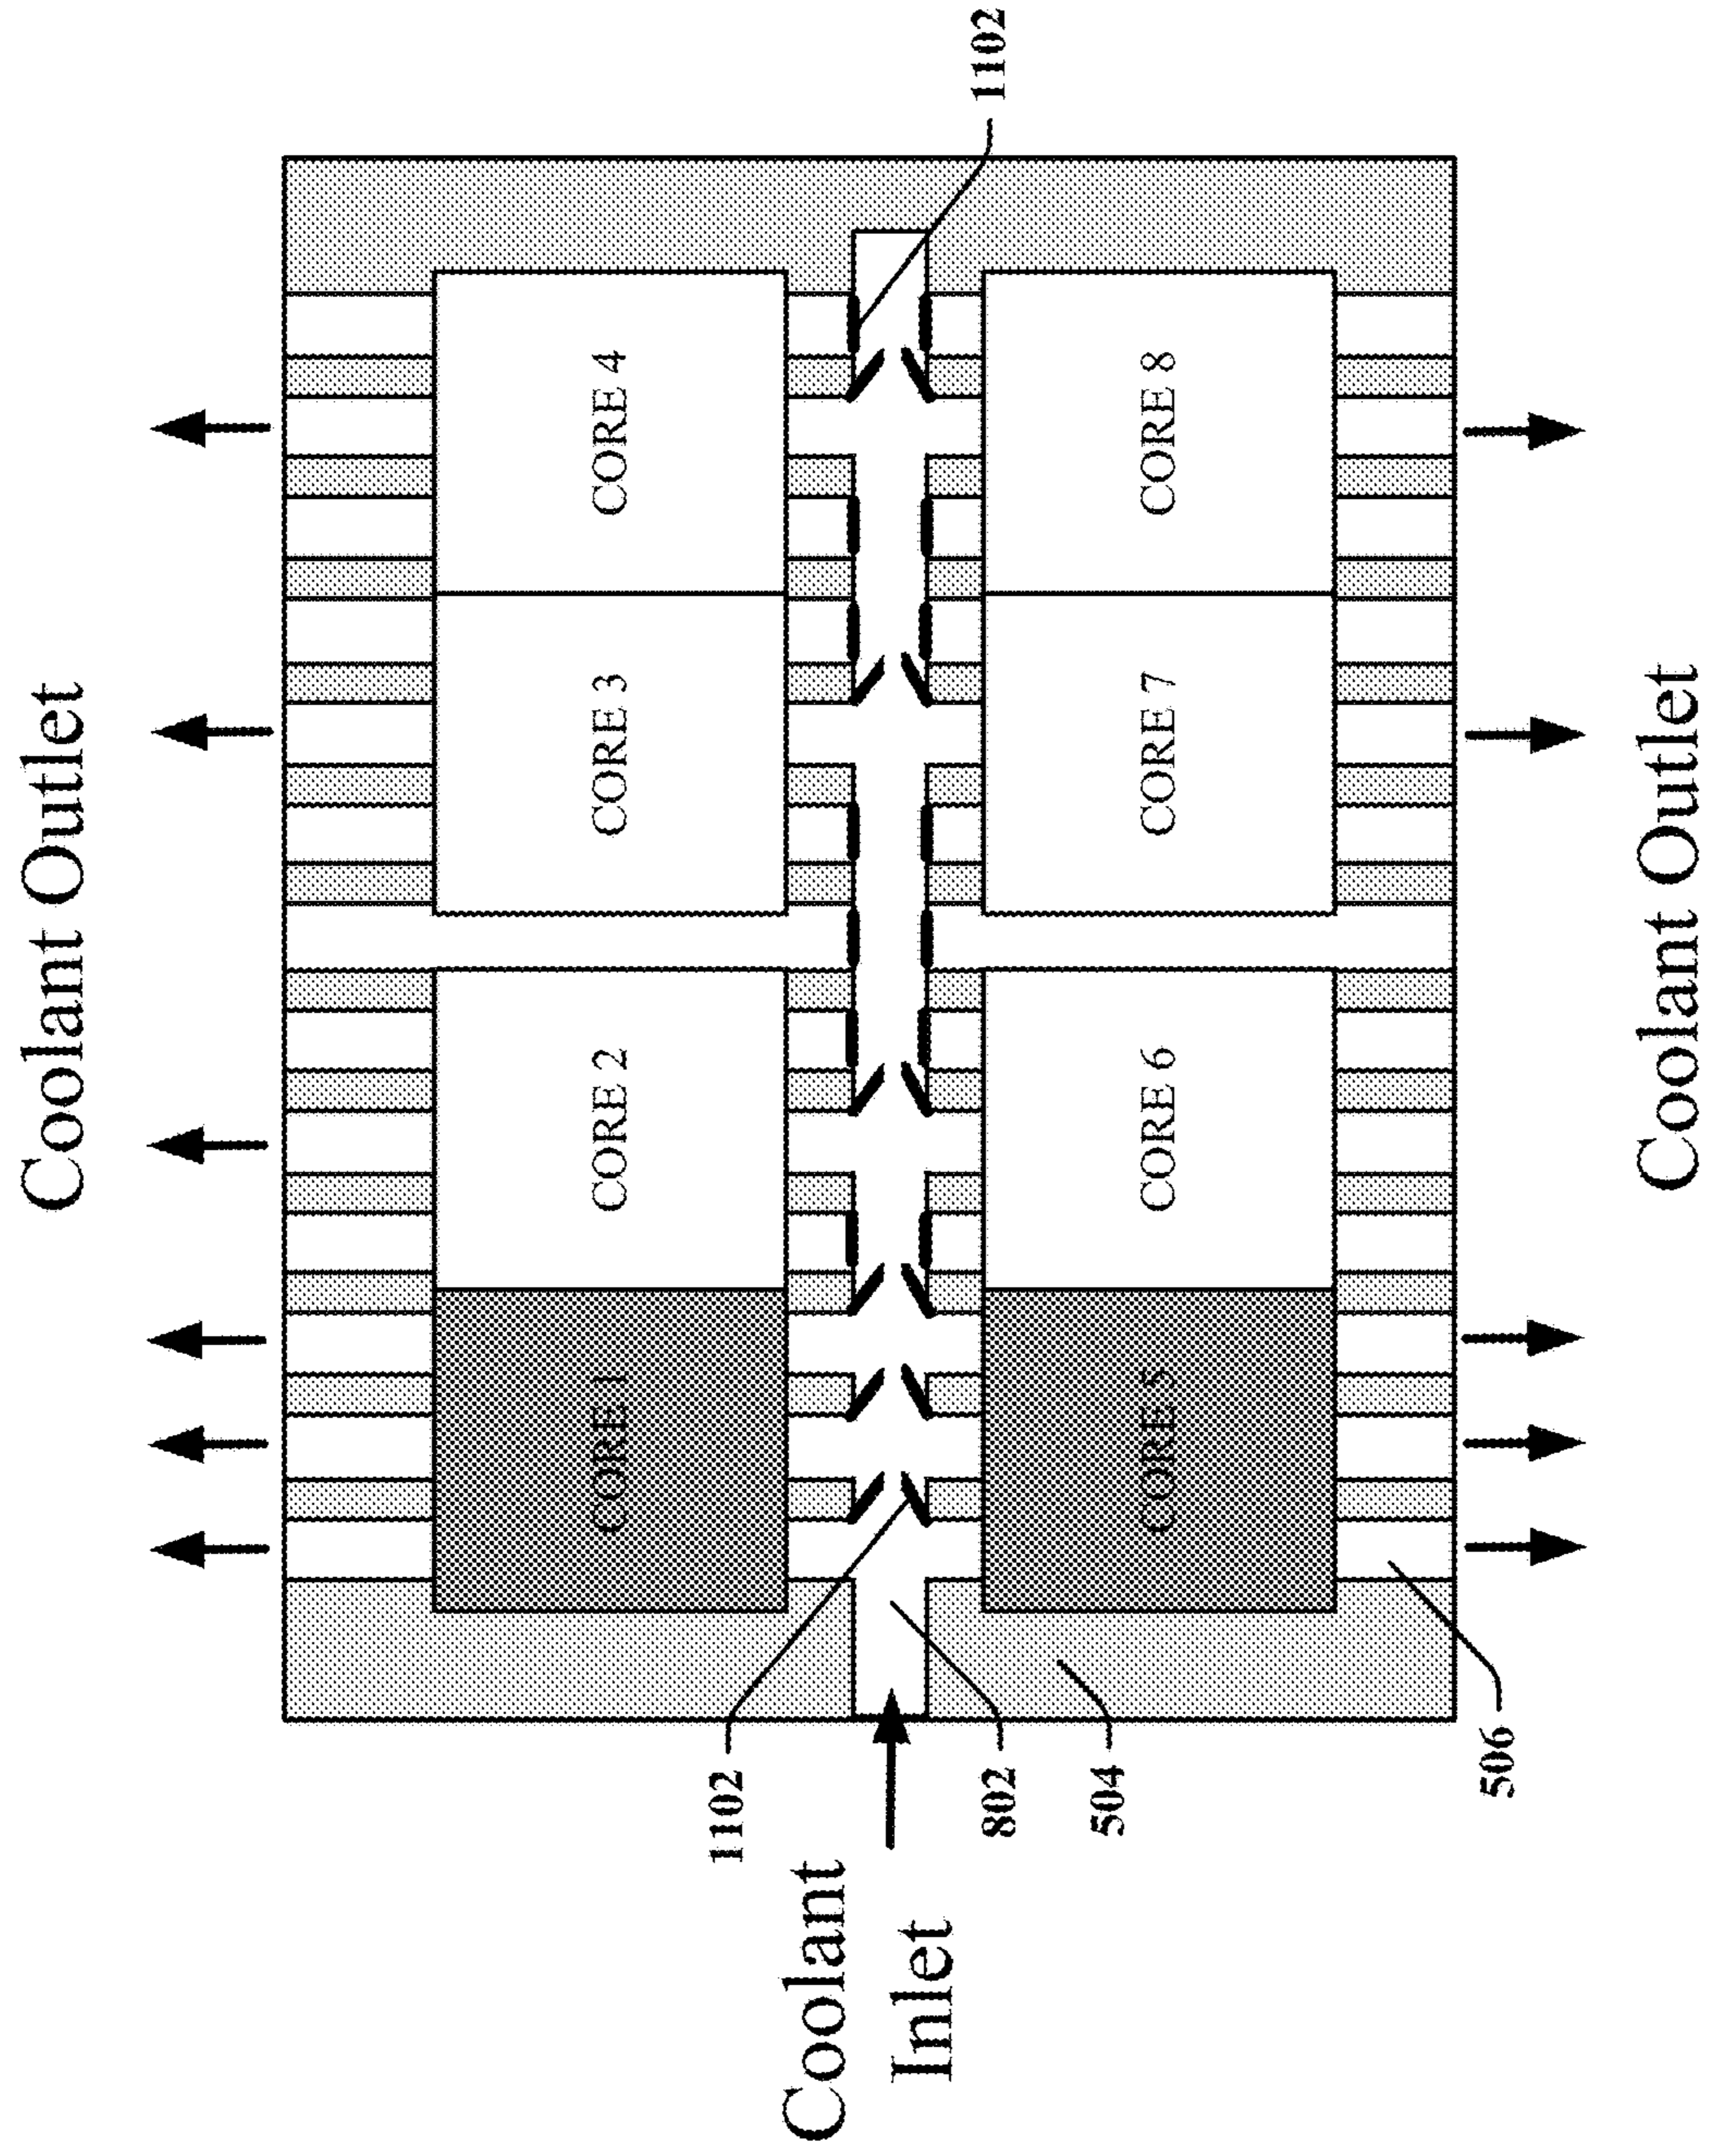 Coolant Outlet
CORE 1
CORE 2
CORE 3
CORE 4
1102
Coolant
Inlet
1102
802
504
CORE 5
CORE 6
CORE 7
CORE 8
506
Coolant Outlet